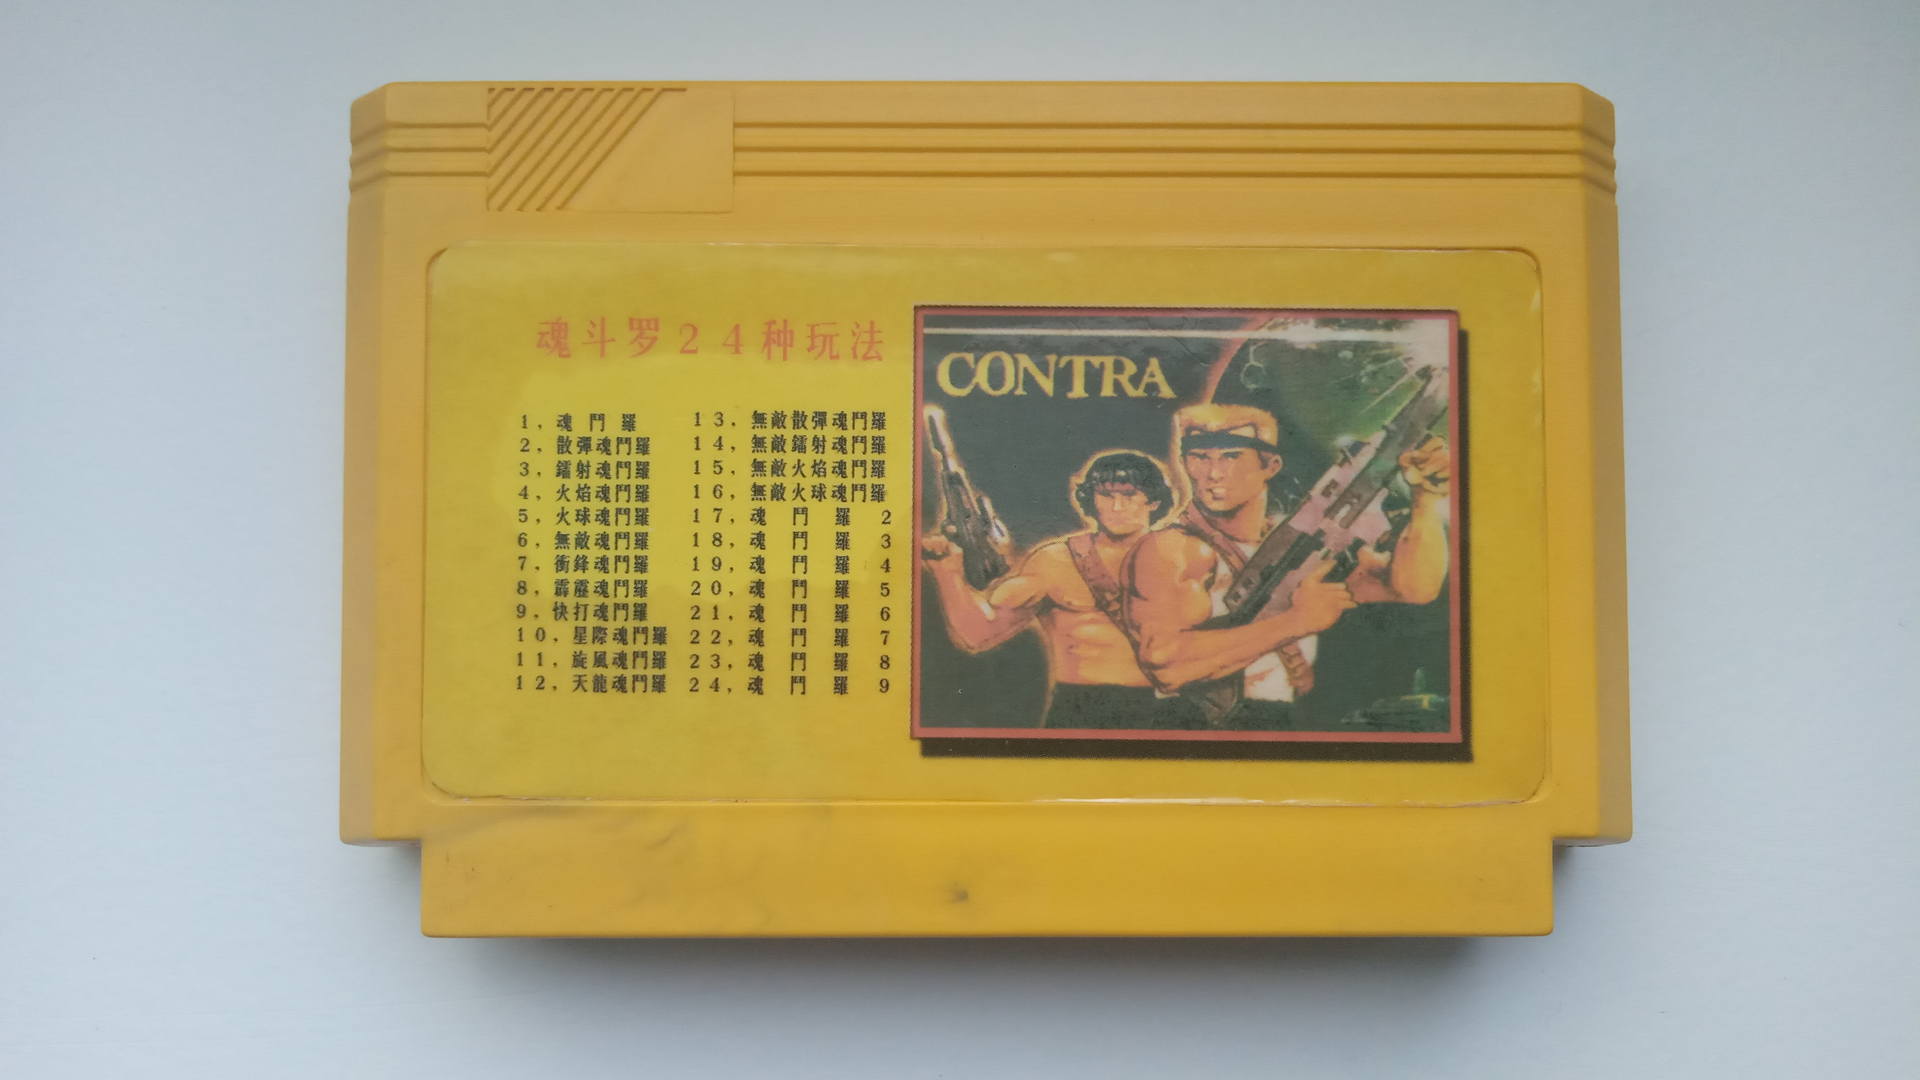 魂斗罗24种玩法
1, 魂鬥羅
2, 散彈魂鬥羅
3, 鐳射魂鬥羅
4, 火焰魂鬥羅
5, 火球魂鬥羅
6, 無敵魂鬥羅
7, 衝鋒魂鬥羅
8, 霹靂魂鬥羅
9, 快打魂鬥羅
10, 星際魂鬥羅
11, 旋風魂鬥羅
12, 天龍魂鬥羅
13, 無敵散彈魂鬥羅
14, 無敵鐳射魂鬥羅
15, 無敵火焰魂鬥羅
16, 無敵火球魂鬥羅
17, 魂鬥羅2
18, 魂鬥羅3
19, 魂鬥羅4
20, 魂鬥羅5
21, 魂鬥羅6
22, 魂鬥羅7
23, 魂鬥羅8
24, 魂鬥羅9
CONTRA